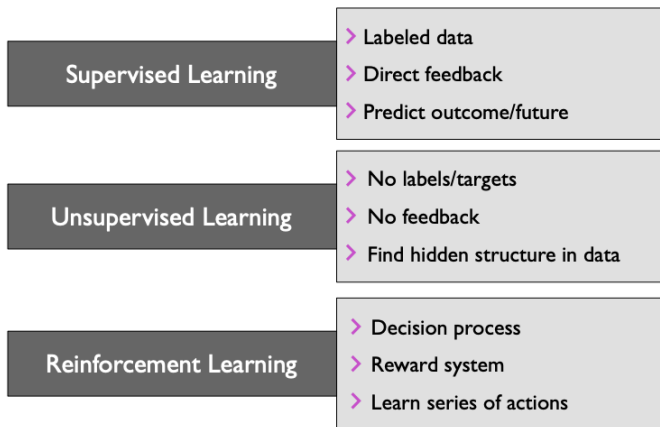 Supervised Learning
Labeled data
Direct feedback
Predict outcome/future
Unsupervised Learning
No labels/targets
No feedback
Find hidden structure in data
Reinforcement Learning
Decision process
Reward system
Learn series of actions